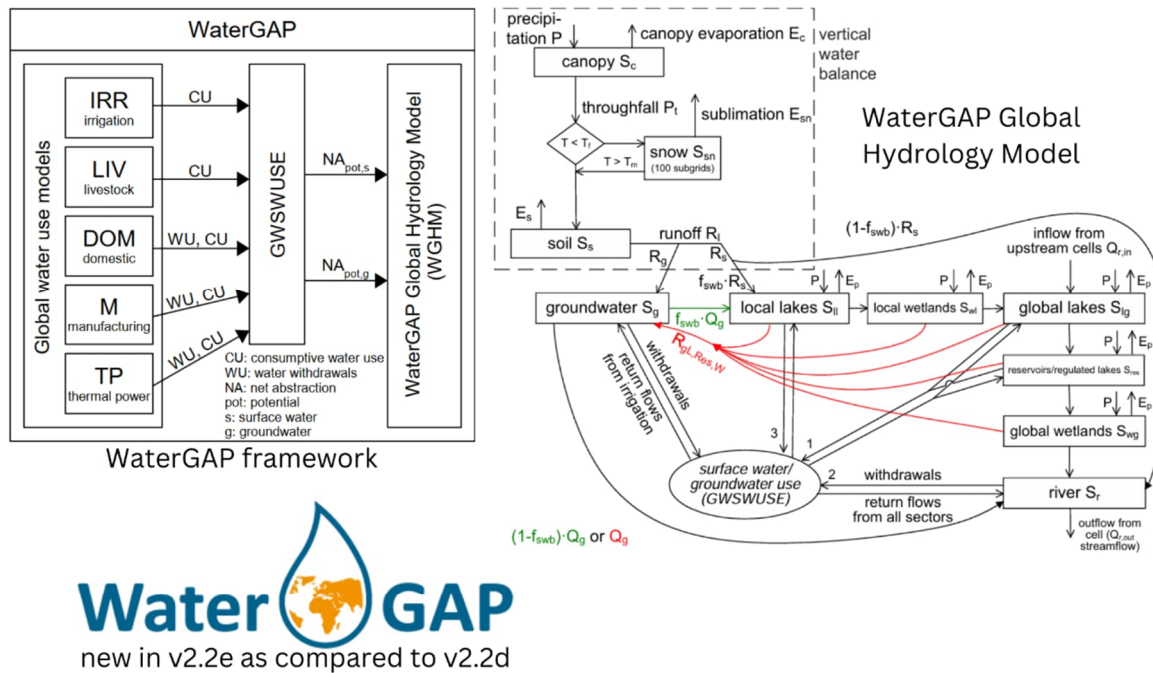 WaterGAP
Global water use models
IRR
irrigation
LIV
livestock
DOM
domestic
M
manufacturing
TP
thermal power
CU
CU
WU, CU
WU, CU
WU, CU
GWSWUSE
NApot,s
NApot,g
WaterGAP Global Hydrology Model
(WGHM)
CU: consumptive water use
WU: water withdrawals
NA: net abstraction
pot: potential
s: surface water
g: groundwater
WaterGAP framework
precipi-
tation P
canopy evaporation Ec
vertical
water
balance
canopy Sc
throughfall Pt
sublimation Esn
T < Tf
T > Tm
snow Ssn
(100 subgrids)
Es
soil Ss
runoff Rl
Rg
Rs
WaterGAP Global
Hydrology Model
(1-fswb)·Rs
inflow from
upstream cells Qr,in
fswb·Rs
P
Ep
P
Ep
P
Ep
groundwater Sg
fswb·Qg
local lakes Sll
local wetlands Swl
global lakes Slg
RgL,Res,W
P
Ep
reservoirs/regulated lakes Sres
P
Ep
global wetlands Swg
withdrawals
return flows
from irrigation
3
1
2
surface water/
groundwater use
(GWSWUSE)
withdrawals
return flows
from all sectors
river Sr
outflow from
cell (Qr,out
streamflow)
(1-fswb)·Qg or Qg
Water GAP
new in v2.2e as compared to v2.2d